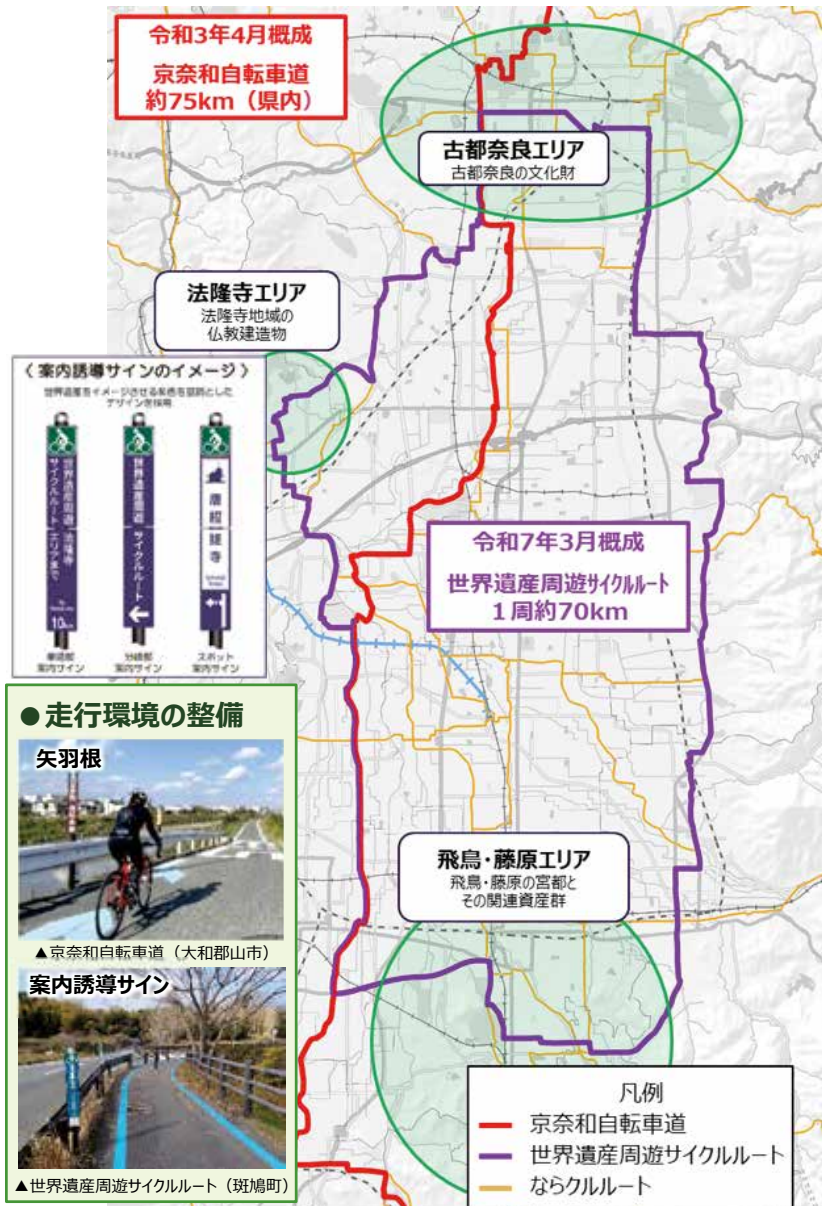 令和3年4月概成
京奈和自転車道
約75km（県内）
古都奈良エリア
古都奈良の文化財
法隆寺エリア
法隆寺地域の
仏教建造物
〈 案内誘導サインのイメージ 〉
世界遺産をイメージさせる紫色を基調とした
デザインを採用
世界遺産周遊
サイクルルート
法隆寺
エリアまで
10km
世界遺産周遊
サイクルルート
唐招提寺
単路部
案内サイン
分岐部
案内サイン
スポット
案内サイン
令和7年3月概成
世界遺産周遊サイクルルート
１周約70km
●走行環境の整備
矢羽根
▲京奈和自転車道（大和郡山市）
案内誘導サイン
▲世界遺産周遊サイクルルート（斑鳩町）
飛鳥・藤原エリア
飛鳥・藤原の宮都と
その関連資産群
凡例
京奈和自転車道
世界遺産周遊サイクルルート
ならクルルート